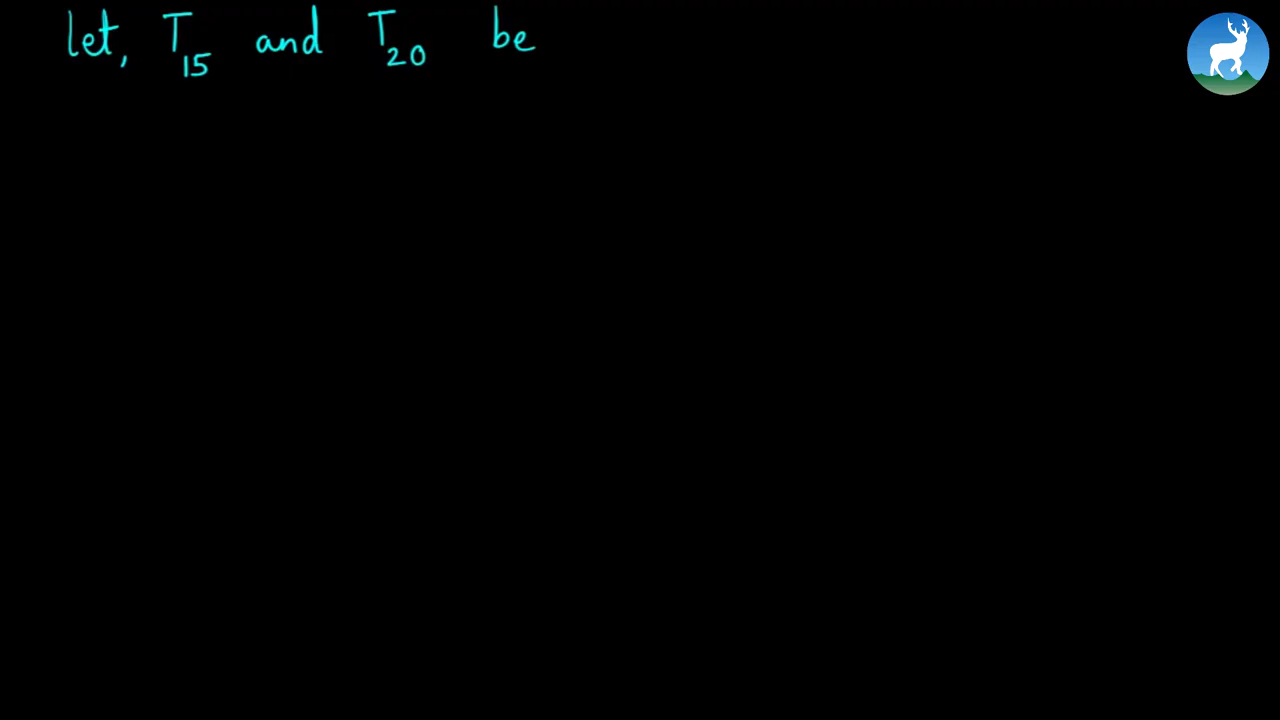 let, T₁₅ and T₂₀ be